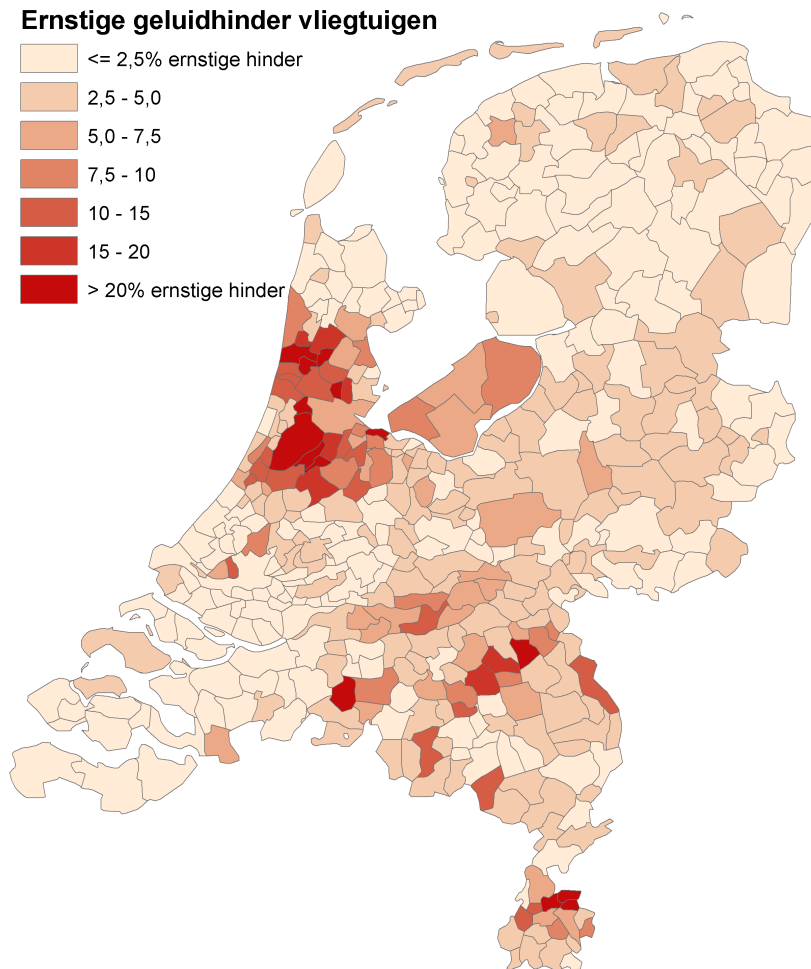 Ernstige geluidhinder vliegtuigen
<= 2,5% ernstige hinder
2,5 - 5,0
5,0 - 7,5
7,5 - 10
10 - 15
15 - 20
> 20% ernstige hinder